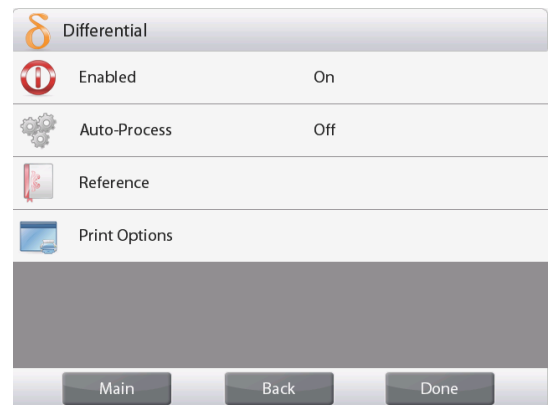 δ Differential
Enabled On
Auto-Process Off
Reference
Print Options
Main Back Done